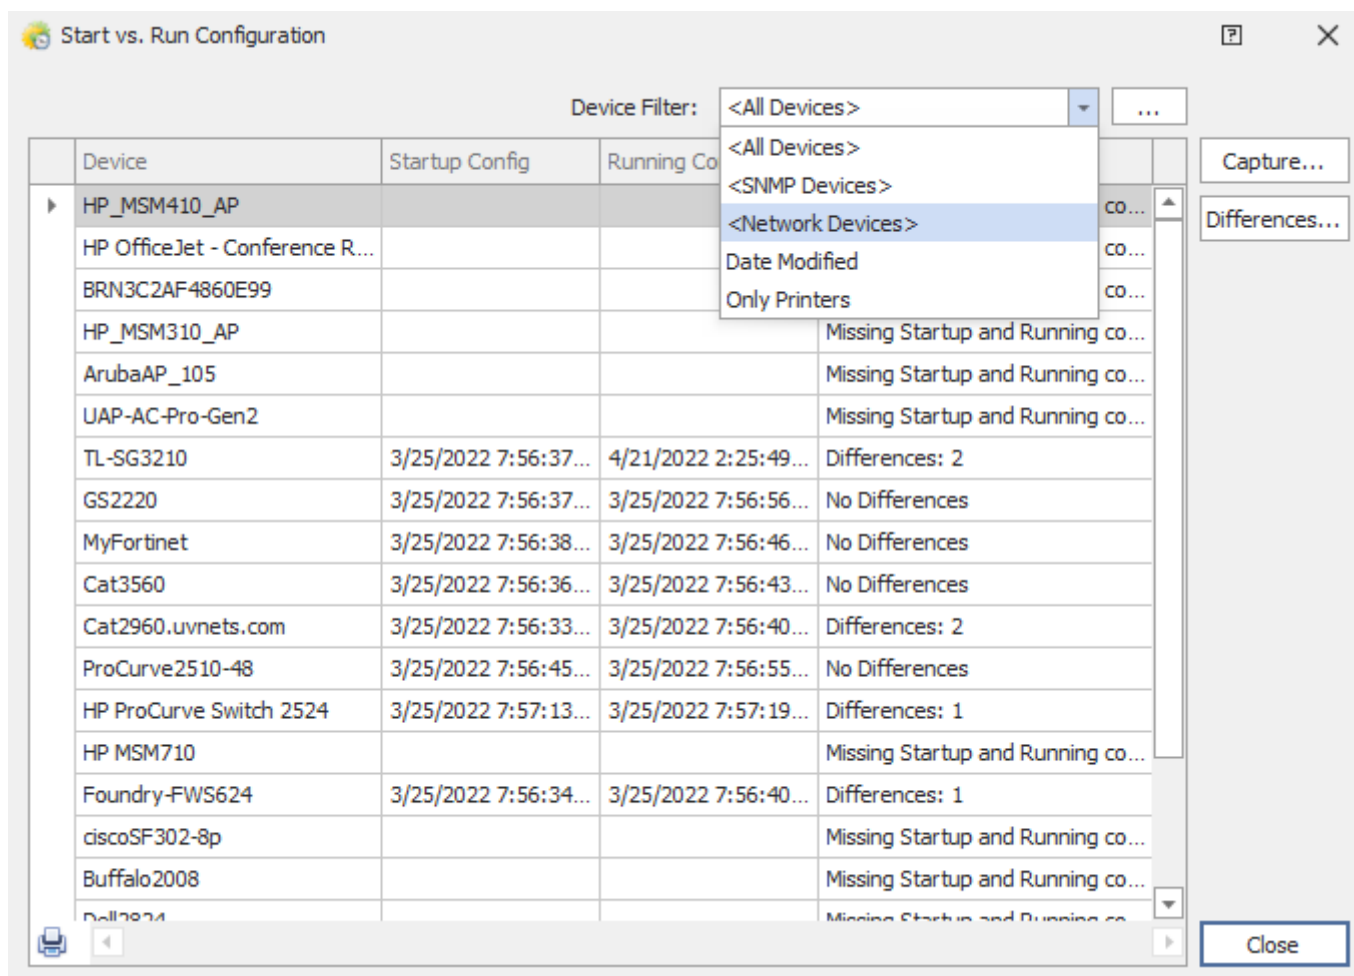 Start vs. Run Configuration ?
Device Filter: <All Devices> ...
<All Devices>
<SNMP Devices>
<Network Devices>
Date Modified
Only Printers
Device Startup Config Running Co
Capture...
Differences...
HP_MSM410_AP co...
HP OfficeJet - Conference R... co...
BRN3C2AF4860E99 co...
HP_MSM310_AP Missing Startup and Running co...
ArubaAP_105 Missing Startup and Running co...
UAP-AC-Pro-Gen2 Missing Startup and Running co...
TL-SG3210 3/25/2022 7:56:37... 4/21/2022 2:25:49... Differences: 2
GS2220 3/25/2022 7:56:37... 3/25/2022 7:56:56... No Differences
MyFortinet 3/25/2022 7:56:38... 3/25/2022 7:56:46... No Differences
Cat3560 3/25/2022 7:56:36... 3/25/2022 7:56:43... No Differences
Cat2960.uvnets.com 3/25/2022 7:56:33... 3/25/2022 7:56:40... Differences: 2
ProCurve2510-48 3/25/2022 7:56:45... 3/25/2022 7:56:55... No Differences
HP ProCurve Switch 2524 3/25/2022 7:57:13... 3/25/2022 7:57:19... Differences: 1
HP MSM710 Missing Startup and Running co...
Foundry-FWS624 3/25/2022 7:56:34... 3/25/2022 7:56:40... Differences: 1
ciscoSF302-8p Missing Startup and Running co...
Buffalo2008 Missing Startup and Running co...
Dell2824 Missing Startup and Running co
Close